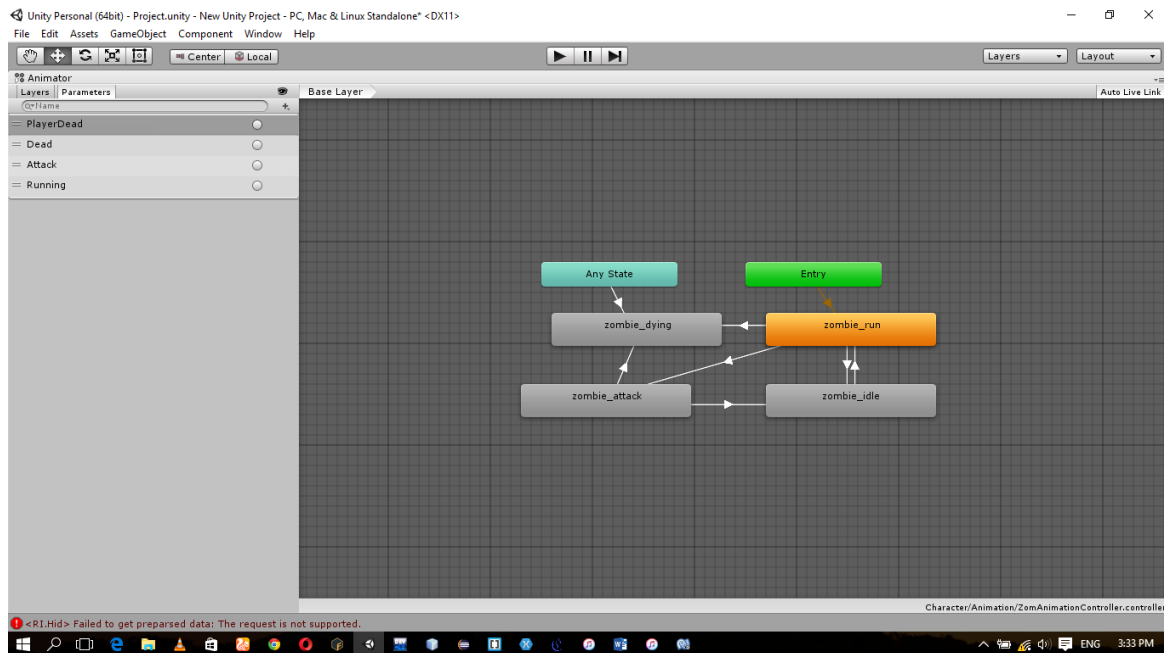 Unity Personal (64bit) - Project.unity - New Unity Project - PC, Mac & Linux Standalone* <DX11>
File Edit Assets GameObject Component Window Help
Center Local Layers Layout
Animator
Layers Parameters Base Layer Auto Live Link
Name
PlayerDead
Dead
Attack
Running
Any State Entry
zombie_dying zombie_run
zombie_attack zombie_idle
Character/Animation/ZomAnimationController.controller
<RI.Hid> Failed to get preparsed data: The request is not supported.
ENG 3:33 PM